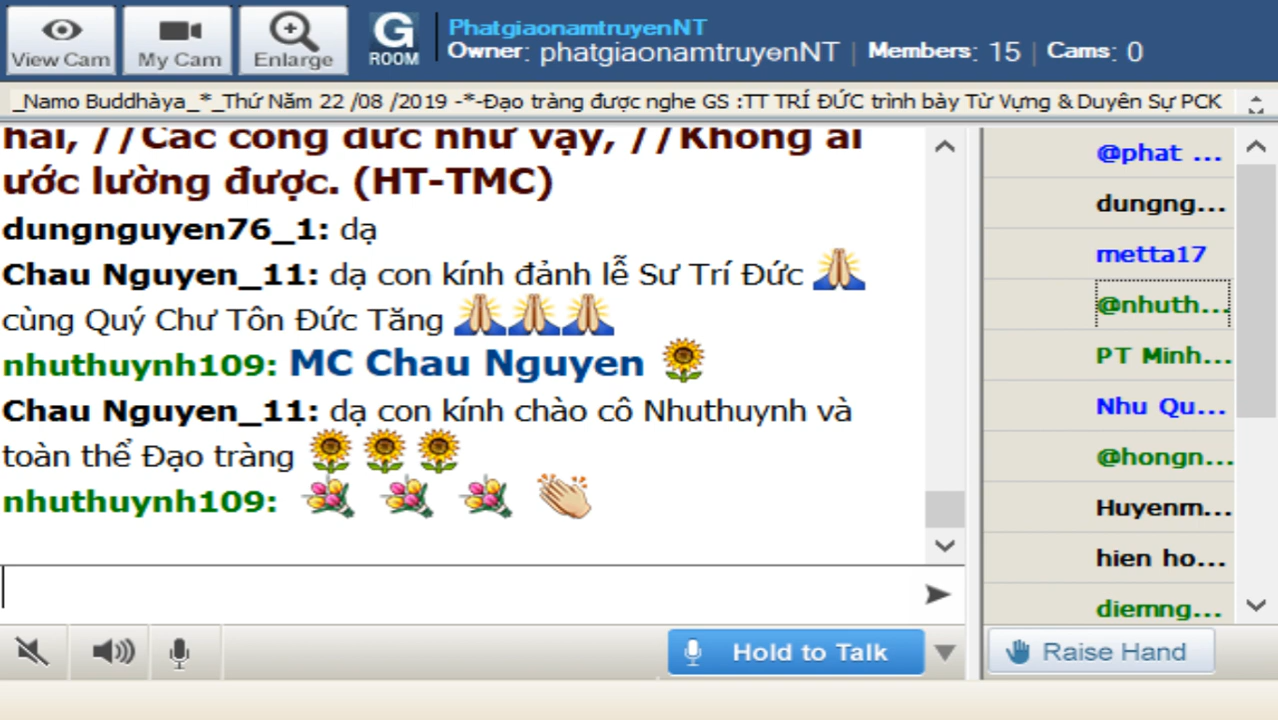 View Cam
My Cam
Enlarge
G ROOM
PhatgiaonamtruyenNT
Owner: phatgiaonamtruyenNT | Members: 15 | Cams: 0
_Namo Buddhàya_*_Thứ Năm 22 /08 /2019 -*-Đạo tràng được nghe GS :TT TRÍ ĐỨC trình bày Từ Vựng & Duyên Sự PCK
hai, //Các công đức như vậy, //Không ai
ước lường được. (HT-TMC)
dungnguyen76_1: dạ
Chau Nguyen_11: dạ con kính đảnh lễ Sư Trí Đức 🙏
cùng Quý Chư Tôn Đức Tăng 🙏🙏🙏
nhuthuynh109: MC Chau Nguyen 🌻
Chau Nguyen_11: dạ con kính chào cô Nhuthuynh và
toàn thể Đạo tràng 🌻🌻🌻
nhuthuynh109: 💐 💐 💐 👏
Hold to Talk
@phat ...
dungng...
metta17
@nhuth...
PT Minh...
Nhu Qu...
@hongn...
Huyenm...
hien ho...
diemng...
Raise Hand